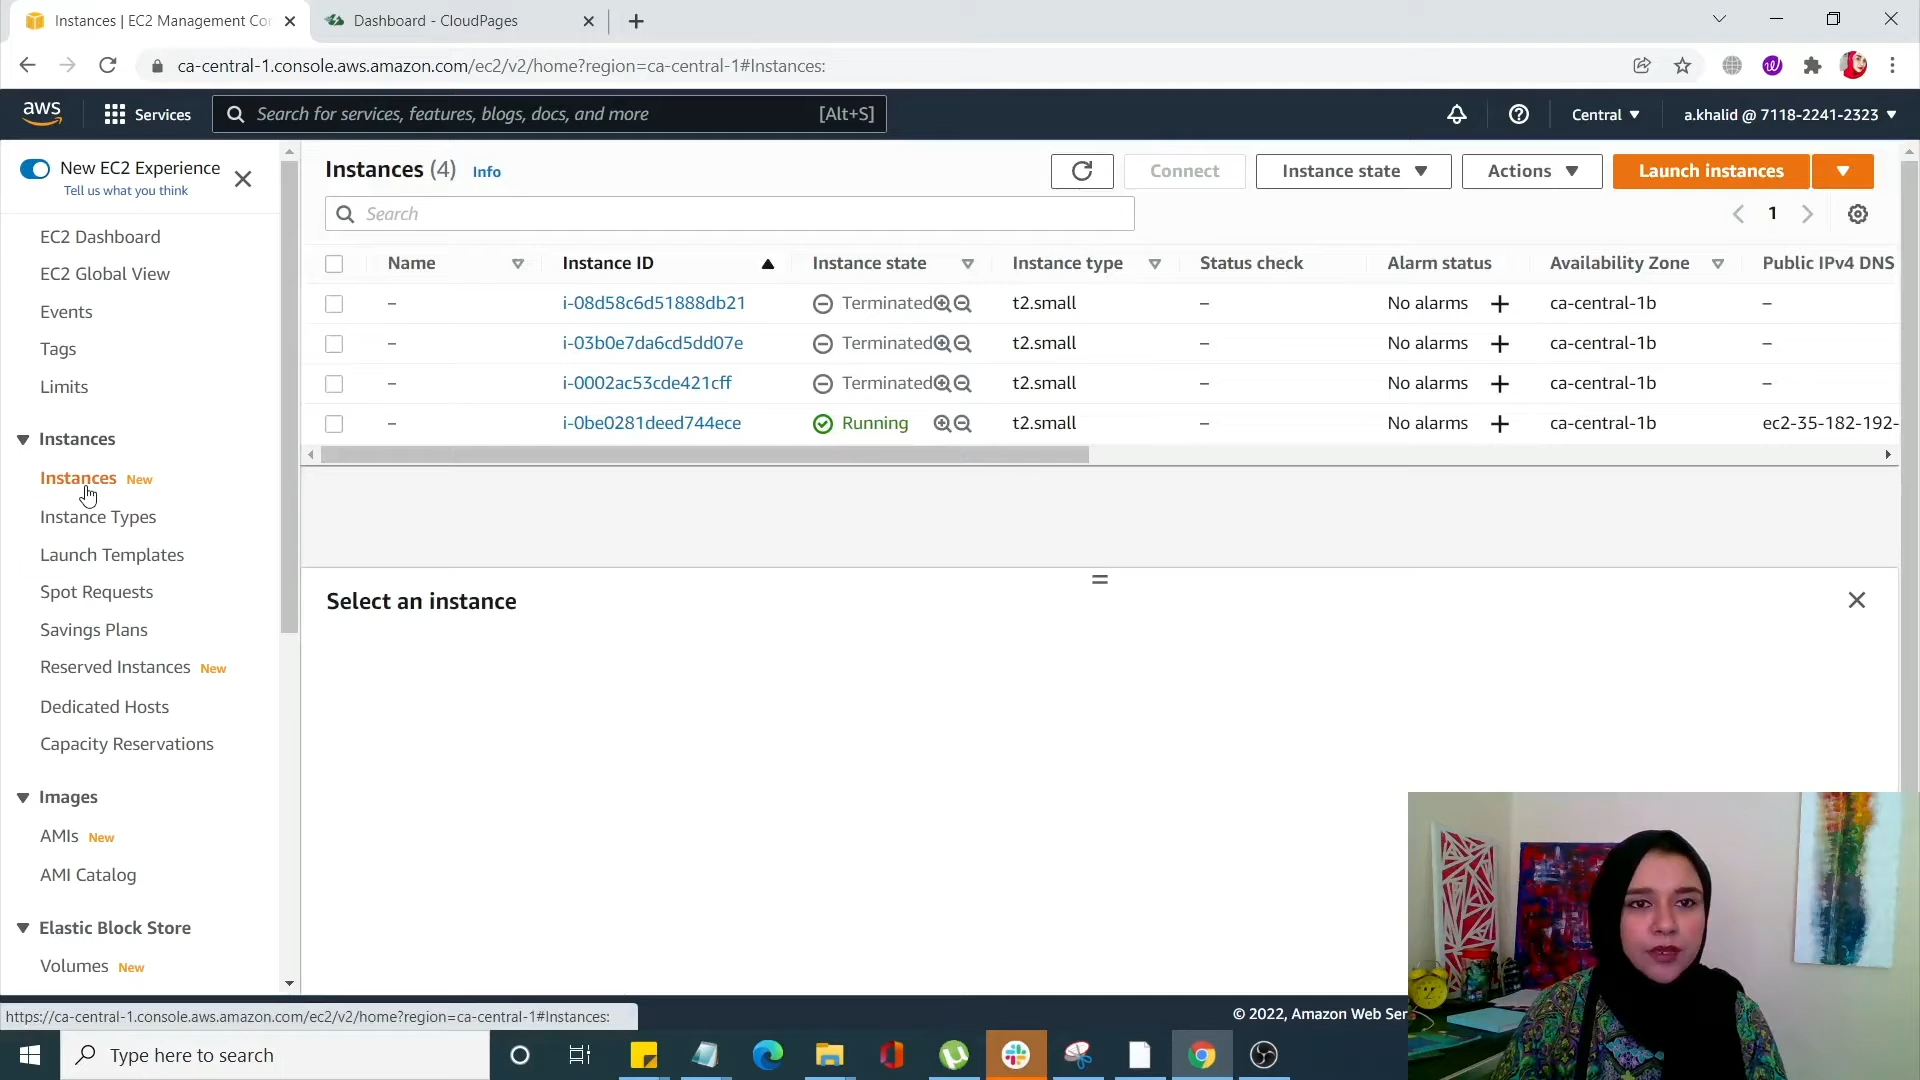 Instances | EC2 Management Co
Dashboard - CloudPages
ca-central-1.console.aws.amazon.com/ec2/v2/home?region=ca-central-1#Instances:
aws
Services
Search for services, features, blogs, docs, and more
[Alt+S]
Central
a.khalid @ 7118-2241-2323
New EC2 Experience
Tell us what you think
EC2 Dashboard
EC2 Global View
Events
Tags
Limits
Instances
Instances New
Instance Types
Launch Templates
Spot Requests
Savings Plans
Reserved Instances New
Dedicated Hosts
Capacity Reservations
Images
AMIs New
AMI Catalog
Elastic Block Store
Volumes New
Instances (4) Info
Connect
Instance state
Actions
Launch instances
Search
1
Name Instance ID Instance state Instance type Status check Alarm status Availability Zone Public IPv4 DNS
– i-08d58c6d51888db21 Terminated t2.small – No alarms + ca-central-1b –
– i-03b0e7da6cd5dd07e Terminated t2.small – No alarms + ca-central-1b –
– i-0002ac53cde421cff Terminated t2.small – No alarms + ca-central-1b –
– i-0be0281deed744ece Running t2.small – No alarms + ca-central-1b ec2-35-182-192-
Select an instance
https://ca-central-1.console.aws.amazon.com/ec2/v2/home?region=ca-central-1#Instances:
© 2022, Amazon Web Ser
Type here to search